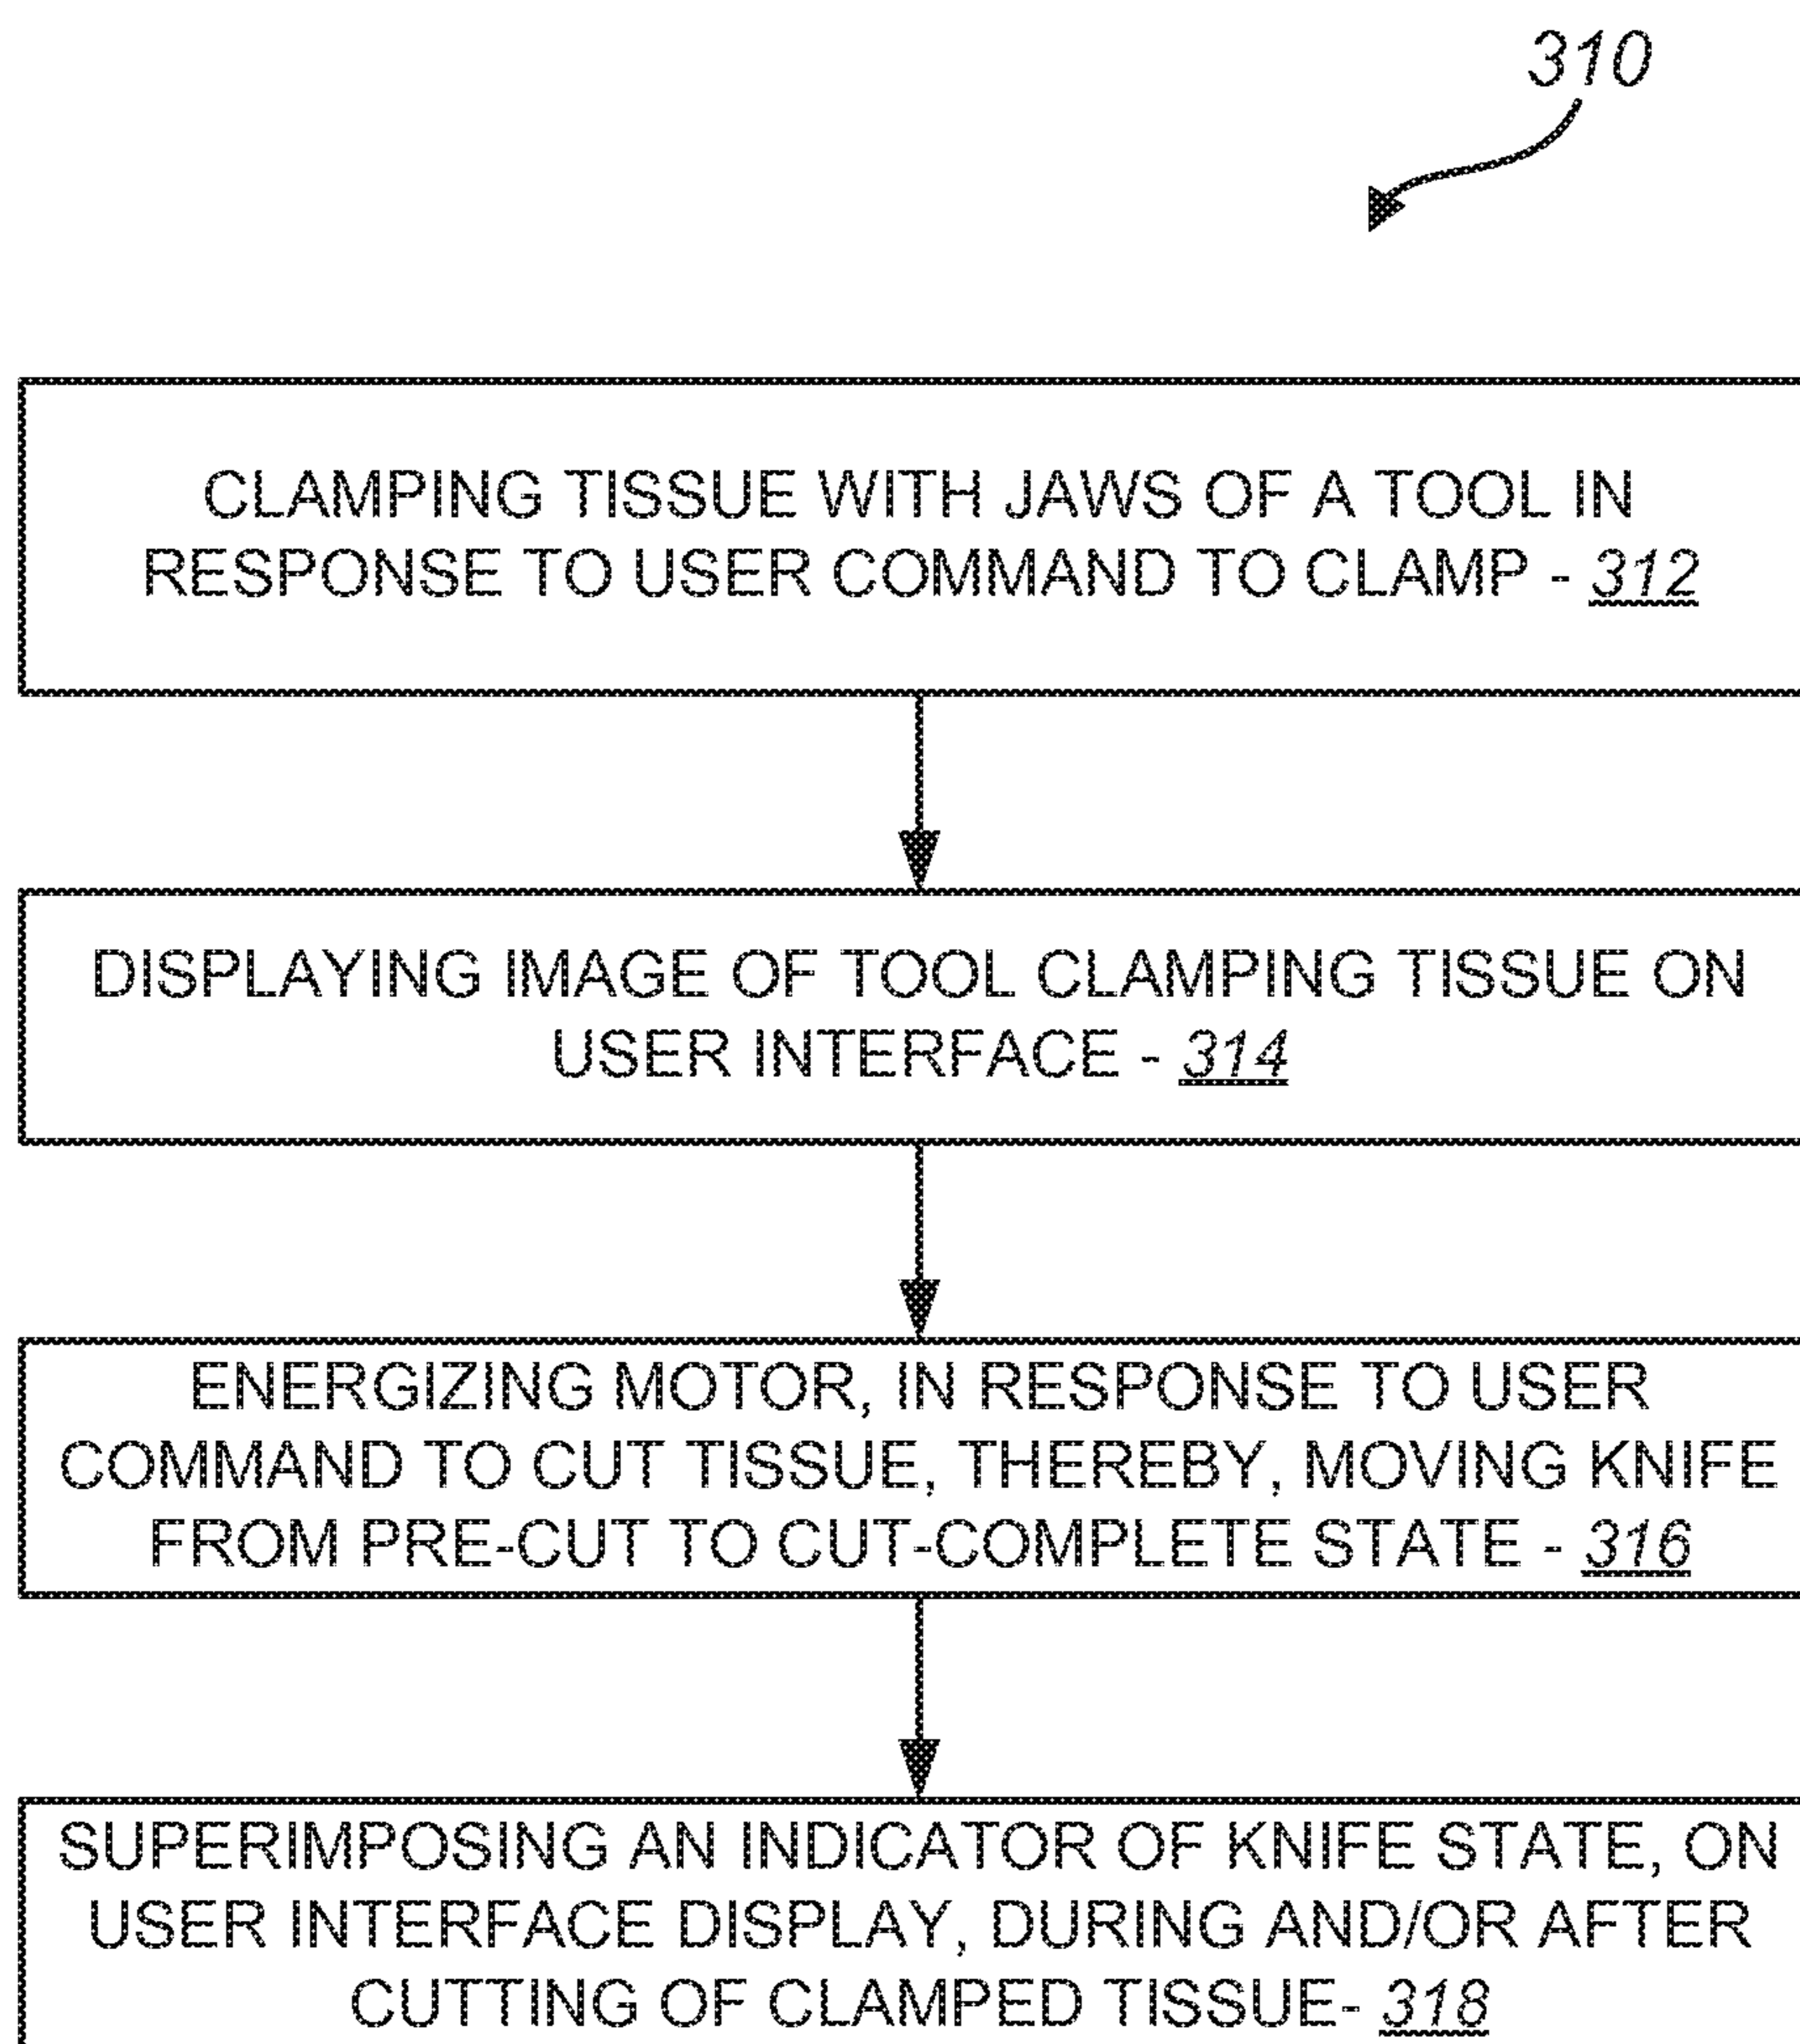 310
CLAMPING TISSUE WITH JAWS OF A TOOL IN
RESPONSE TO USER COMMAND TO CLAMP - 312
DISPLAYING IMAGE OF TOOL CLAMPING TISSUE ON
USER INTERFACE - 314
ENERGIZING MOTOR, IN RESPONSE TO USER
COMMAND TO CUT TISSUE, THEREBY, MOVING KNIFE
FROM PRE-CUT TO CUT-COMPLETE STATE - 316
SUPERIMPOSING AN INDICATOR OF KNIFE STATE, ON
USER INTERFACE DISPLAY, DURING AND/OR AFTER
CUTTING OF CLAMPED TISSUE- 318